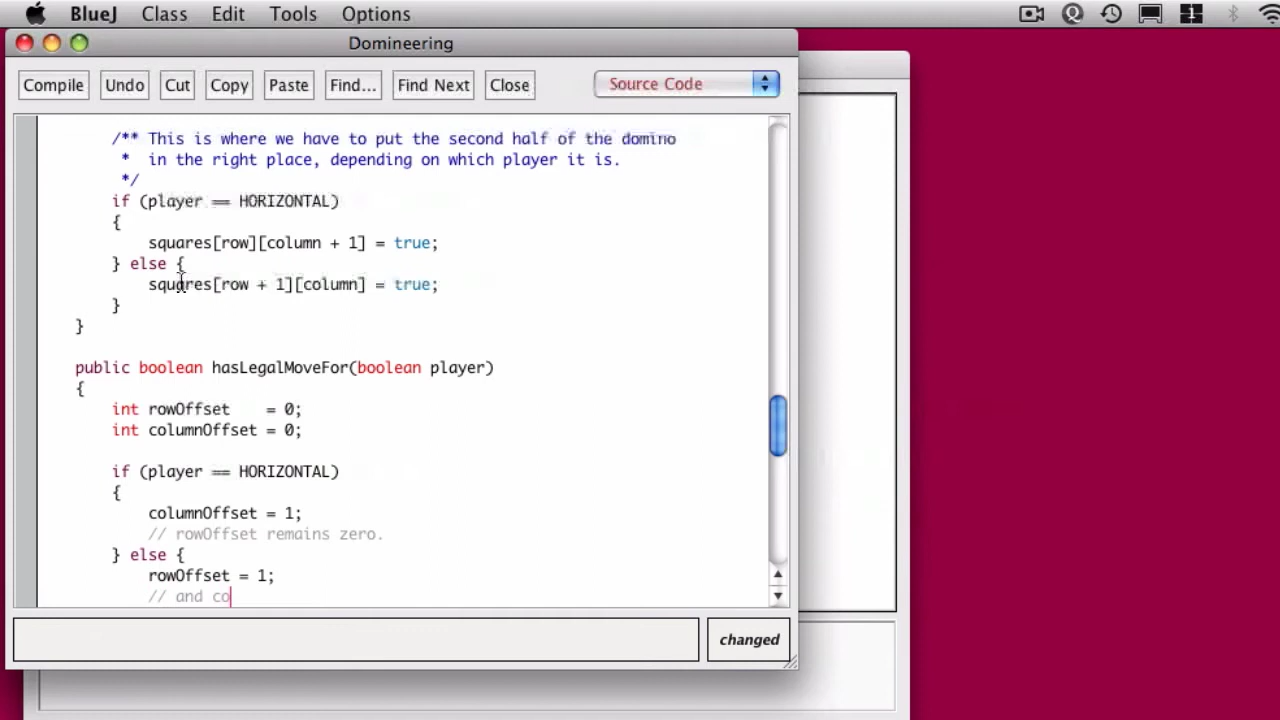 BlueJ Class Edit Tools Options
Domineering
Compile Undo Cut Copy Paste Find... Find Next Close Source Code
/** This is where we have to put the second half of the domino
* in the right place, depending on which player it is.
*/
if (player == HORIZONTAL)
{
squares[row][column + 1] = true;
} else {
squares[row + 1][column] = true;
}
}
public boolean hasLegalMoveFor(boolean player)
{
int rowOffset = 0;
int columnOffset = 0;
if (player == HORIZONTAL)
{
columnOffset = 1;
// rowOffset remains zero.
} else {
rowOffset = 1;
// and co
changed